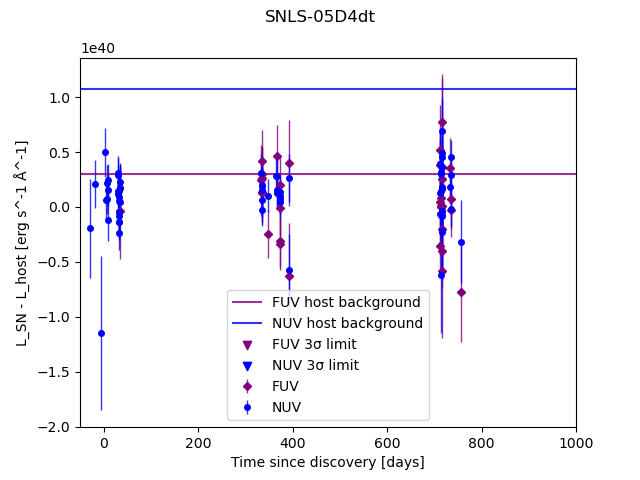 SNLS-05D4dt
1e40
1.0
0.5
0.0
−0.5
−1.0
−1.5
−2.0
L_SN - L_host [erg s^-1 Å^-1]
FUV host background
NUV host background
FUV 3σ limit
NUV 3σ limit
FUV
NUV
0 200 400 600 800 1000
Time since discovery [days]